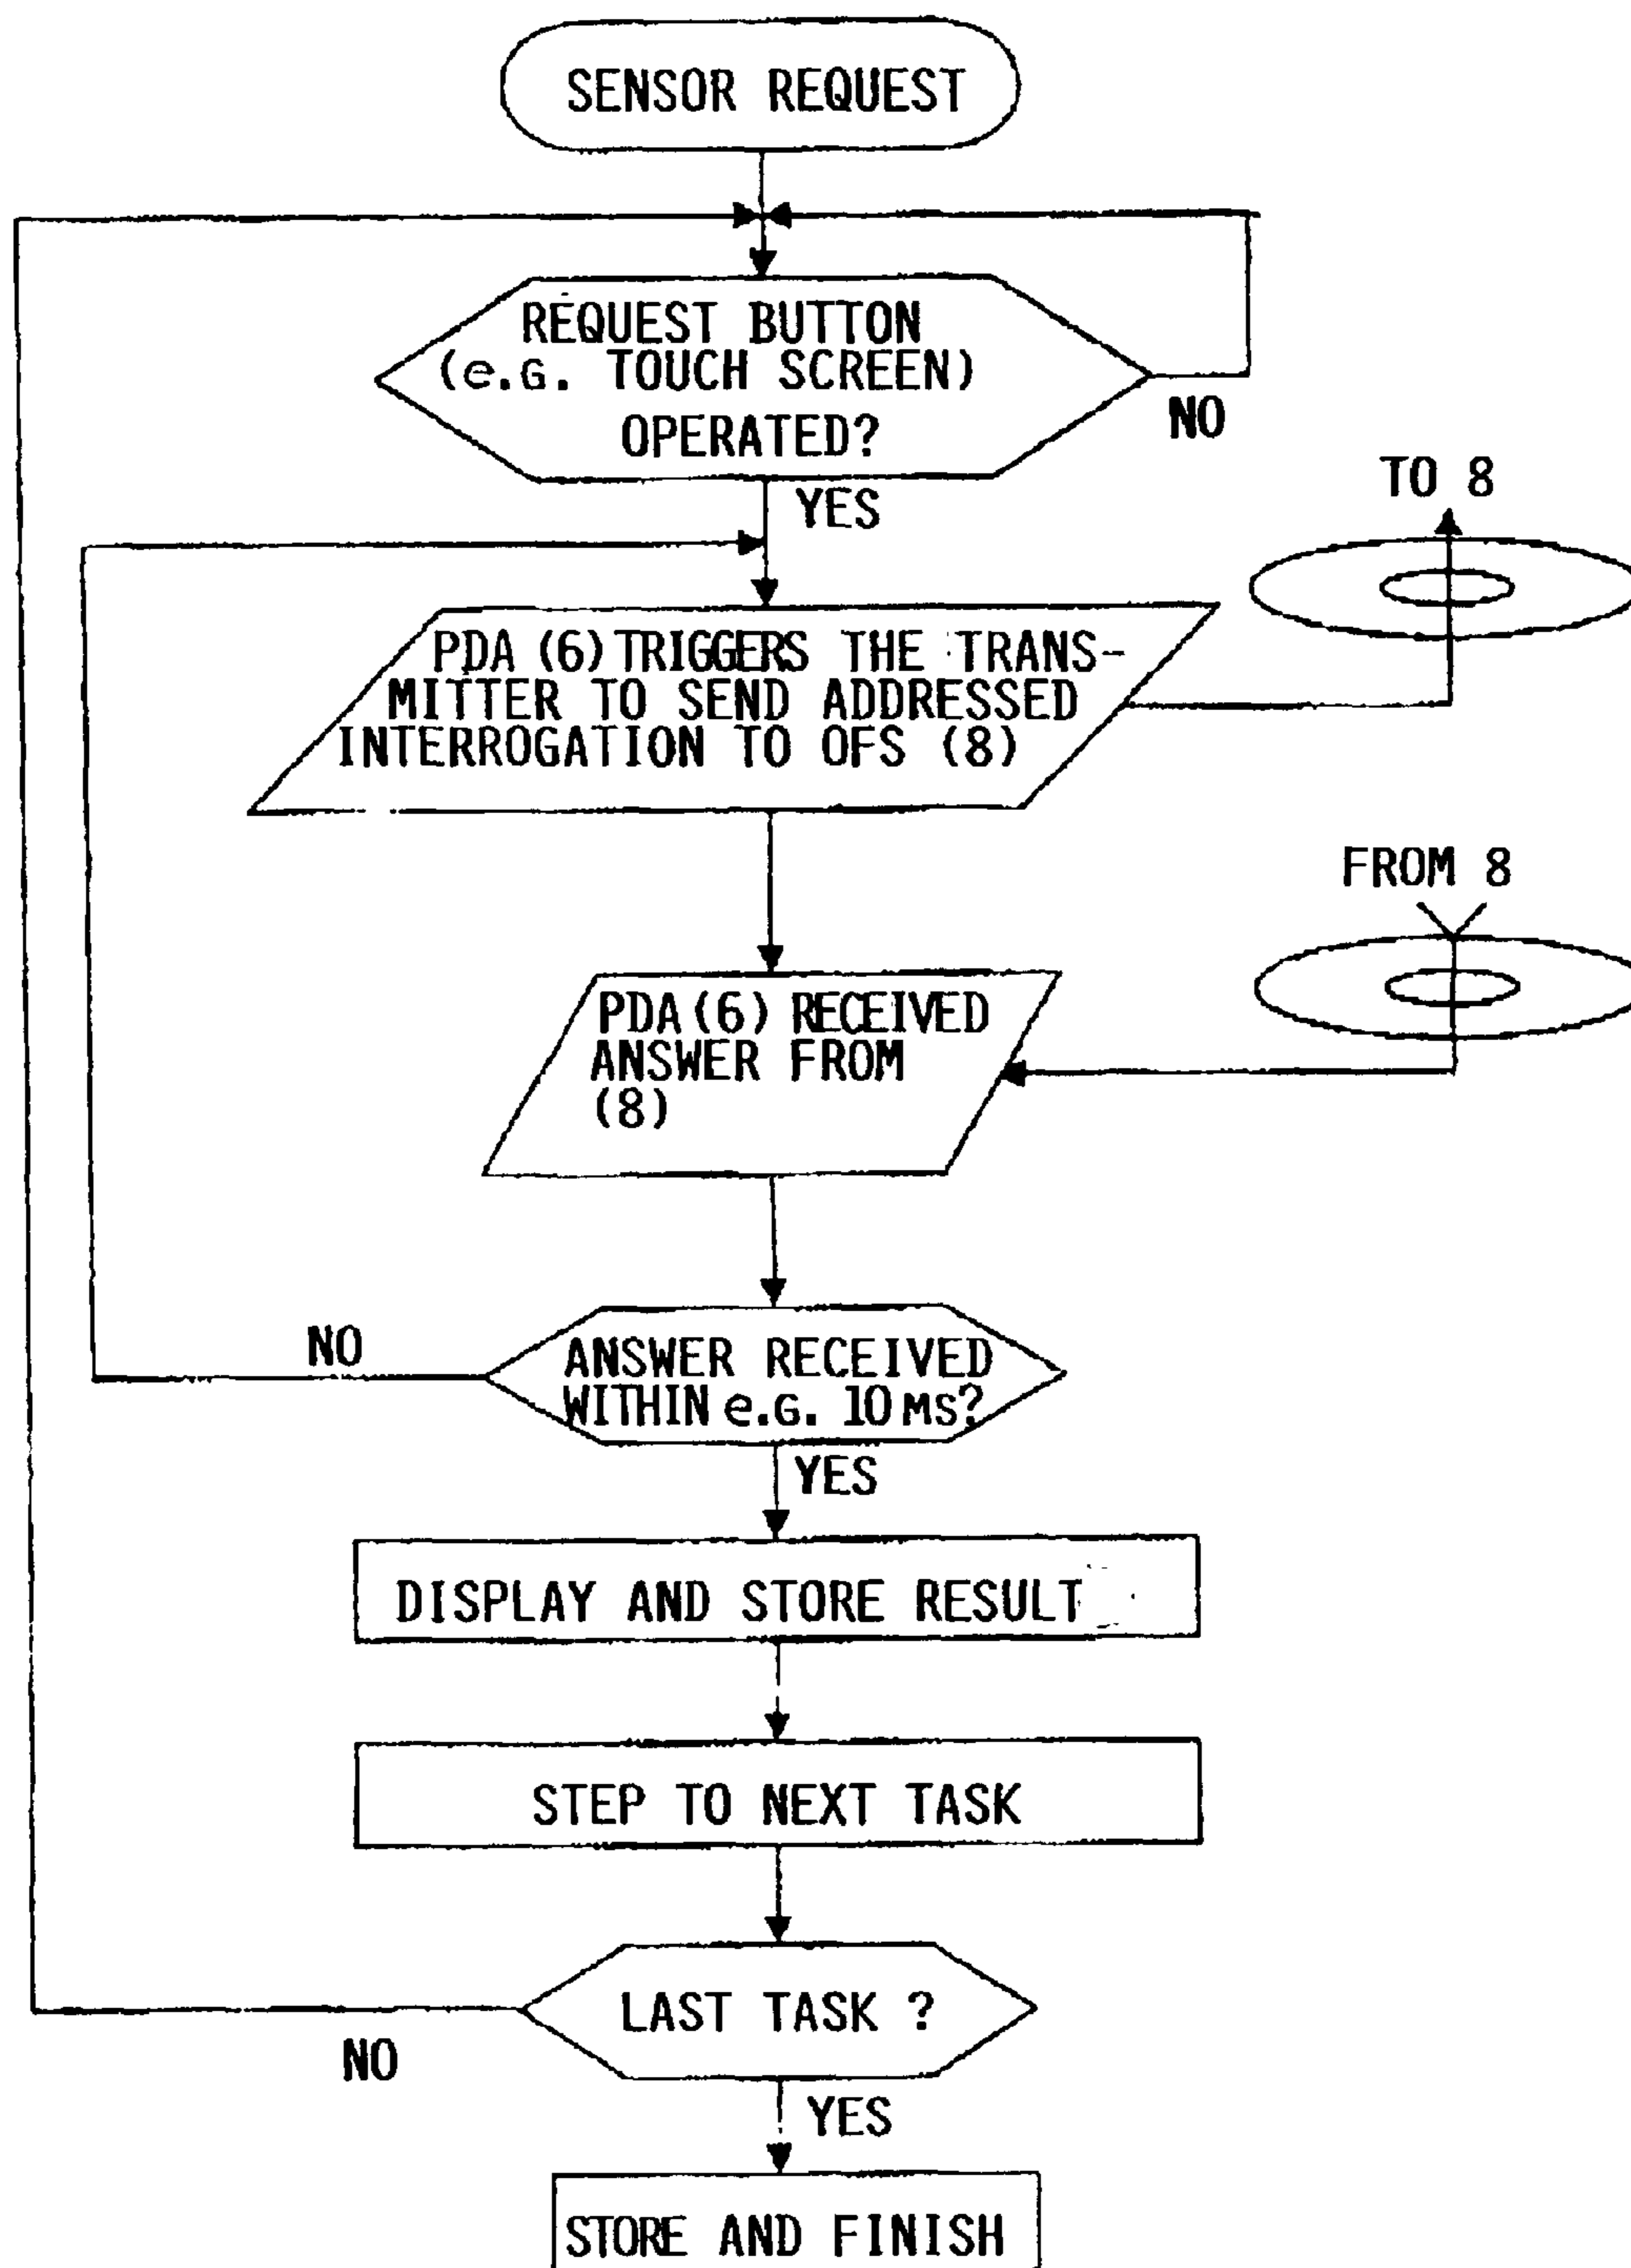 SENSOR REQUEST
REQUEST BUTTON
(e.G. TOUCH SCREEN)
OPERATED?
NO
YES
TO 8
PDA (6) TRIGGERS THE TRANS-
MITTER TO SEND ADDRESSED
INTERROGATION TO OFS (8)
FROM 8
PDA (6) RECEIVED
ANSWER FROM
(8)
NO
ANSWER RECEIVED
WITHIN e.G. 10 MS?
YES
DISPLAY AND STORE RESULT
STEP TO NEXT TASK
LAST TASK ?
NO
YES
STORE AND FINISH